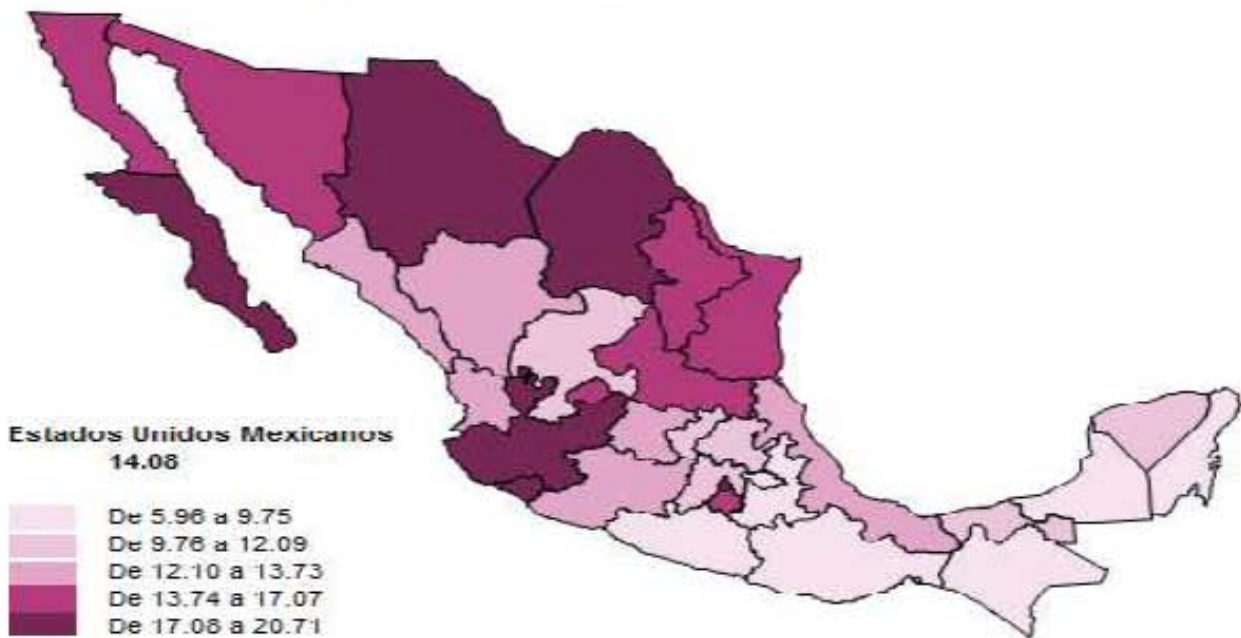 Estados Unidos Mexicanos
14.08
De 5.96 a 9.75
De 9.76 a 12.09
De 12.10 a 13.73
De 13.74 a 17.07
De 17.08 a 20.71